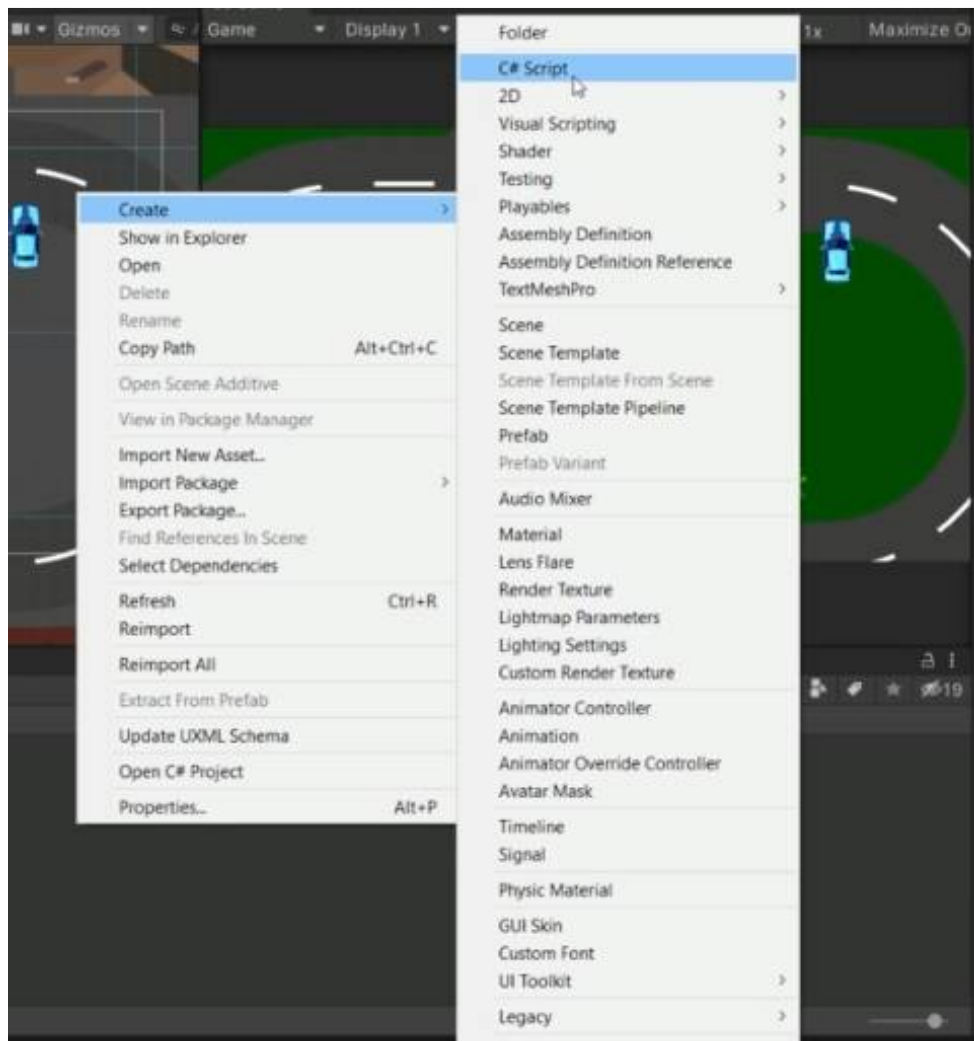 Gizmos
Game
Display 1
1x
Maximize O
Create
Show in Explorer
Open
Delete
Rename
Copy Path Alt+Ctrl+C
Open Scene Additive
View in Package Manager
Import New Asset...
Import Package
Export Package...
Find References In Scene
Select Dependencies
Refresh Ctrl+R
Reimport
Reimport All
Extract From Prefab
Update UXML Schema
Open C# Project
Properties... Alt+P
Folder
C# Script
2D
Visual Scripting
Shader
Testing
Playables
Assembly Definition
Assembly Definition Reference
TextMeshPro
Scene
Scene Template
Scene Template From Scene
Scene Template Pipeline
Prefab
Prefab Variant
Audio Mixer
Material
Lens Flare
Render Texture
Lightmap Parameters
Lighting Settings
Custom Render Texture
Animator Controller
Animation
Animator Override Controller
Avatar Mask
Timeline
Signal
Physic Material
GUI Skin
Custom Font
UI Toolkit
Legacy
19